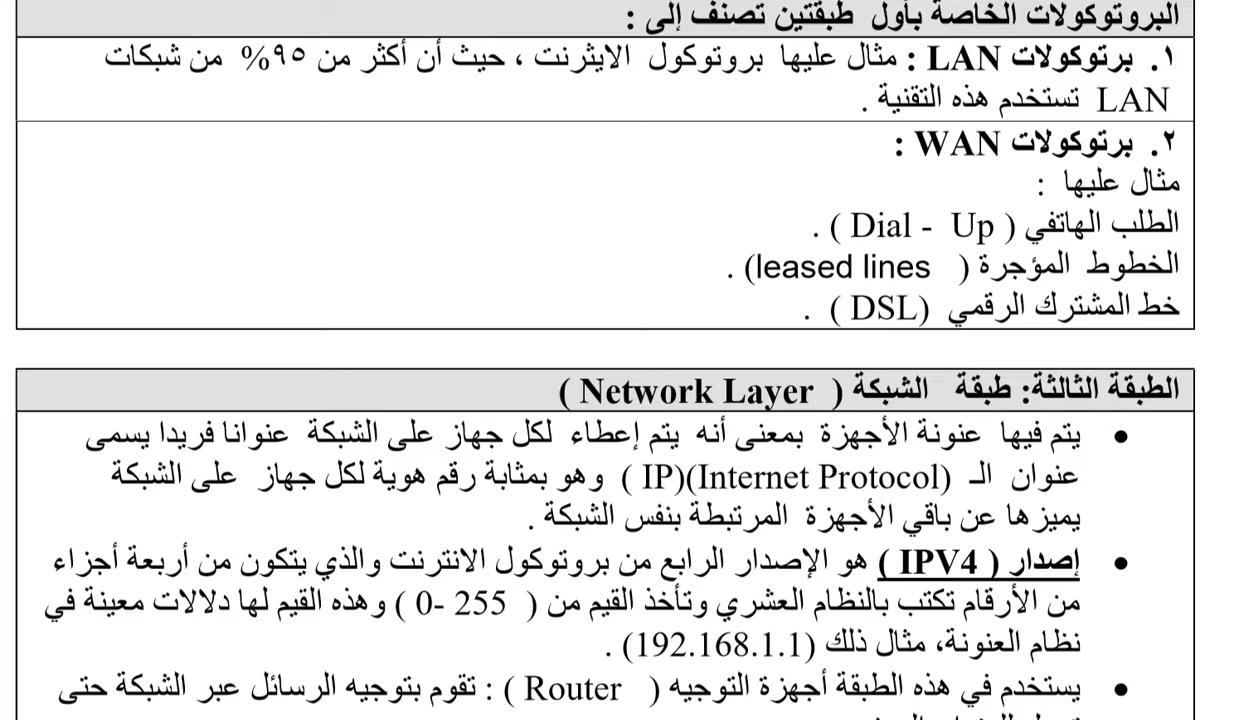 البروتوكولات الخاصة بأول طبقتين تصنف إلى :
١. برتوكولات LAN : مثال عليها بروتوكول الايثرنت ، حيث أن أكثر من ٩٥% من شبكات
LAN تستخدم هذه التقنية .
٢. برتوكولات WAN :
مثال عليها :
الطلب الهاتفي ( Dial - Up ) .
الخطوط المؤجرة ( leased lines) .
خط المشترك الرقمي (DSL ) .
الطبقة الثالثة: طبقة الشبكة ( Network Layer )
• يتم فيها عنونة الأجهزة بمعنى أنه يتم إعطاء لكل جهاز على الشبكة عنوانا فريدا يسمى
عنوان الـ (Internet Protocol)(IP ) وهو بمثابة رقم هوية لكل جهاز على الشبكة
يميزها عن باقي الأجهزة المرتبطة بنفس الشبكة .
• إصدار ( IPV4 ) هو الإصدار الرابع من بروتوكول الانترنت والذي يتكون من أربعة أجزاء
من الأرقام تكتب بالنظام العشري وتأخذ القيم من ( 255 -0 ) وهذه القيم لها دلالات معينة في
نظام العنونة، مثال ذلك (192.168.1.1) .
• يستخدم في هذه الطبقة أجهزة التوجيه ( Router ) : تقوم بتوجيه الرسائل عبر الشبكة حتى